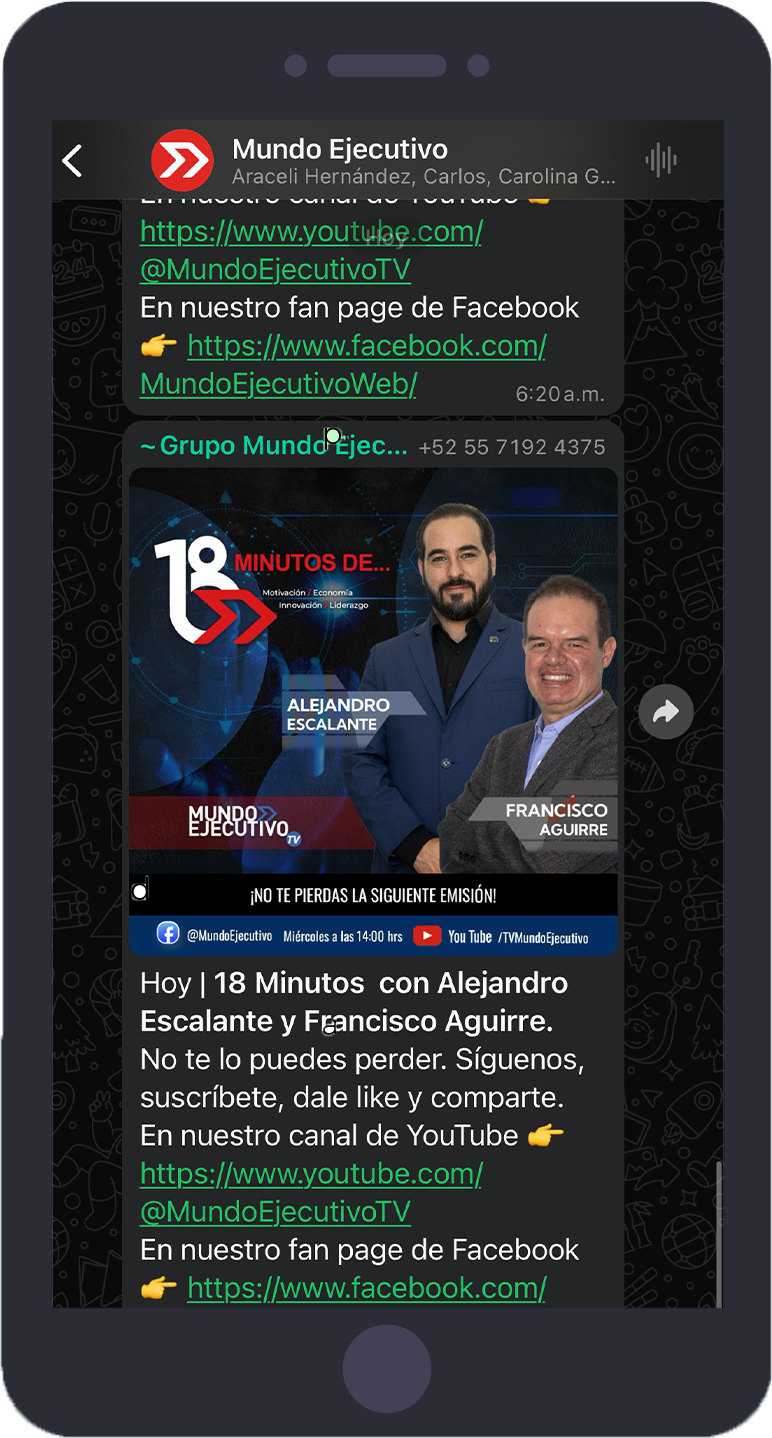 Mundo Ejecutivo
Araceli Hernández, Carlos, Carolina G...
En nuestro canal de YouTube 👉
Hoy
https://www.youtube.com/
@MundoEjecutivoTV
En nuestro fan page de Facebook
👉 https://www.facebook.com/
MundoEjecutivoWeb/
6:20 a.m.
~Grupo Mundo Ejec... +52 55 7192 4375
18 MINUTOS DE...
Motivación / Economía
Innovación / Liderazgo
ALEJANDRO
ESCALANTE
FRANCISCO
AGUIRRE
MUNDO
EJECUTIVO TV
¡NO TE PIERDAS LA SIGUIENTE EMISIÓN!
@MundoEjecutivo Miércoles a las 14:00 hrs You Tube /TVMundoEjecutivo
Hoy | 18 Minutos con Alejandro
Escalante y Francisco Aguirre.
No te lo puedes perder. Síguenos,
suscríbete, dale like y comparte.
En nuestro canal de YouTube 👉
https://www.youtube.com/
@MundoEjecutivoTV
En nuestro fan page de Facebook
👉 https://www.facebook.com/